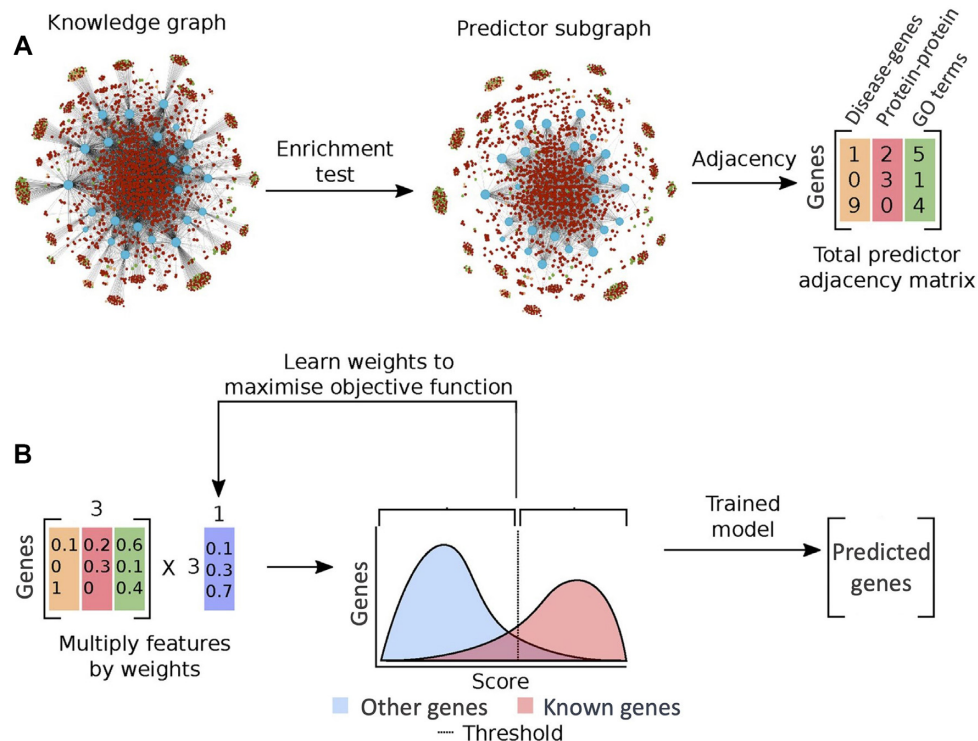 A
Knowledge graph
Predictor subgraph
Enrichment
test
Adjacency
Disease-genes
Protein-protein
GO terms
Genes
1 2 5
0 3 1
9 0 4
Total predictor
adjacency matrix
Learn weights to
maximise objective function
B
3
1
Genes
0.1 0.2 0.6
0 0.3 0.1
1 0 0.4
X 3
0.1
0.3
0.7
Multiply features
by weights
Genes
Score
Other genes
Known genes
Threshold
Trained
model
Predicted
genes